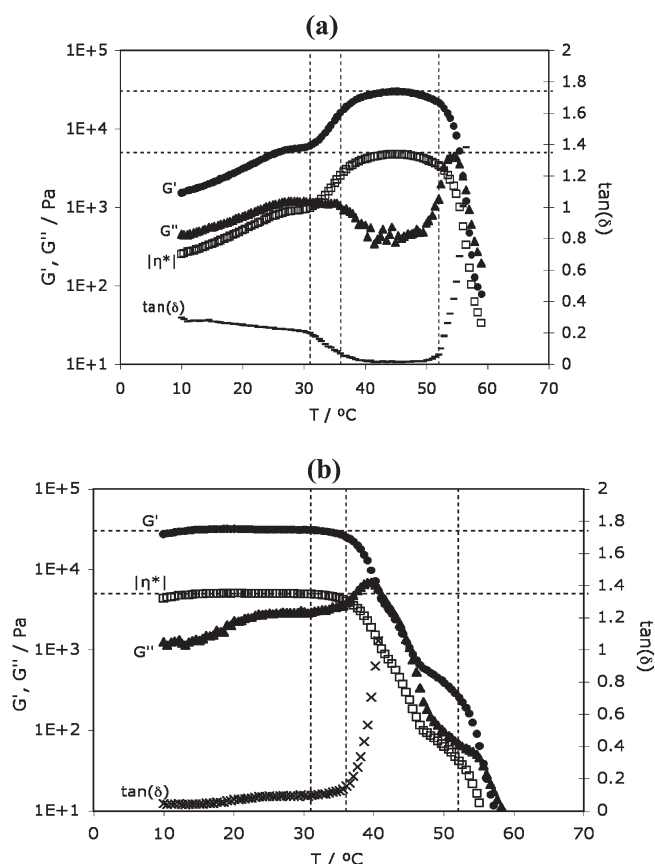 (a)
1E+5
1E+4
1E+3
1E+2
1E+1
G', G'' / Pa
G'
G''
|η*|
tan(δ)
2
1.8
1.6
1.4
1.2
1
0.8
0.6
0.4
0.2
0
tan(δ)
0 10 20 30 40 50 60 70
T / ºC
(b)
1E+5
1E+4
1E+3
1E+2
1E+1
G', G'' / Pa
G'
|η*|
G''
tan(δ)
2
1.8
1.6
1.4
1.2
1
0.8
0.6
0.4
0.2
0
tan(δ)
0 10 20 30 40 50 60 70
T / ºC